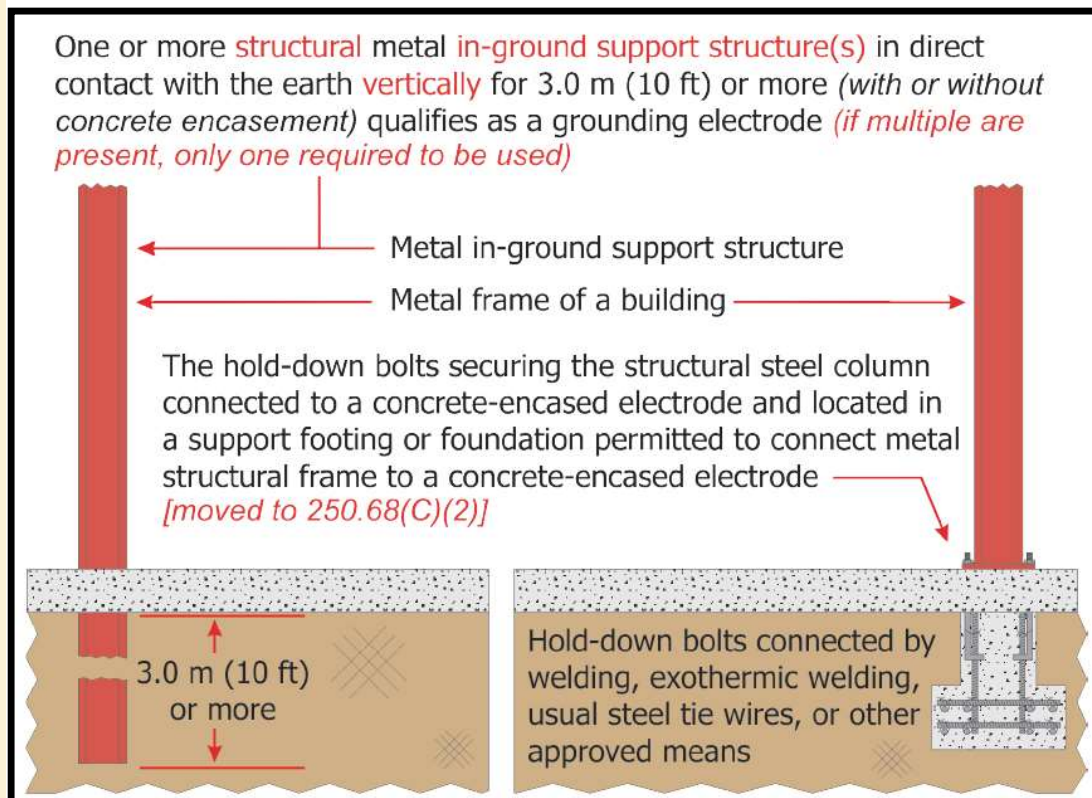 One or more structural metal in-ground support structure(s) in direct
contact with the earth vertically for 3.0 m (10 ft) or more (with or without
concrete encasement) qualifies as a grounding electrode (if multiple are
present, only one required to be used)
Metal in-ground support structure
Metal frame of a building
The hold-down bolts securing the structural steel column
connected to a concrete-encased electrode and located in
a support footing or foundation permitted to connect metal
structural frame to a concrete-encased electrode
[moved to 250.68(C)(2)]
3.0 m (10 ft)
or more
Hold-down bolts connected by
welding, exothermic welding,
usual steel tie wires, or other
approved means